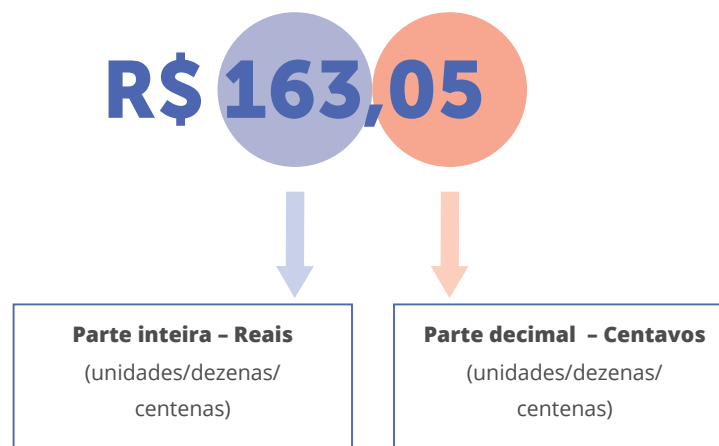 R$ 163,05
Parte inteira – Reais
(unidades/dezenas/
centenas)
Parte decimal – Centavos
(unidades/dezenas/
centenas)